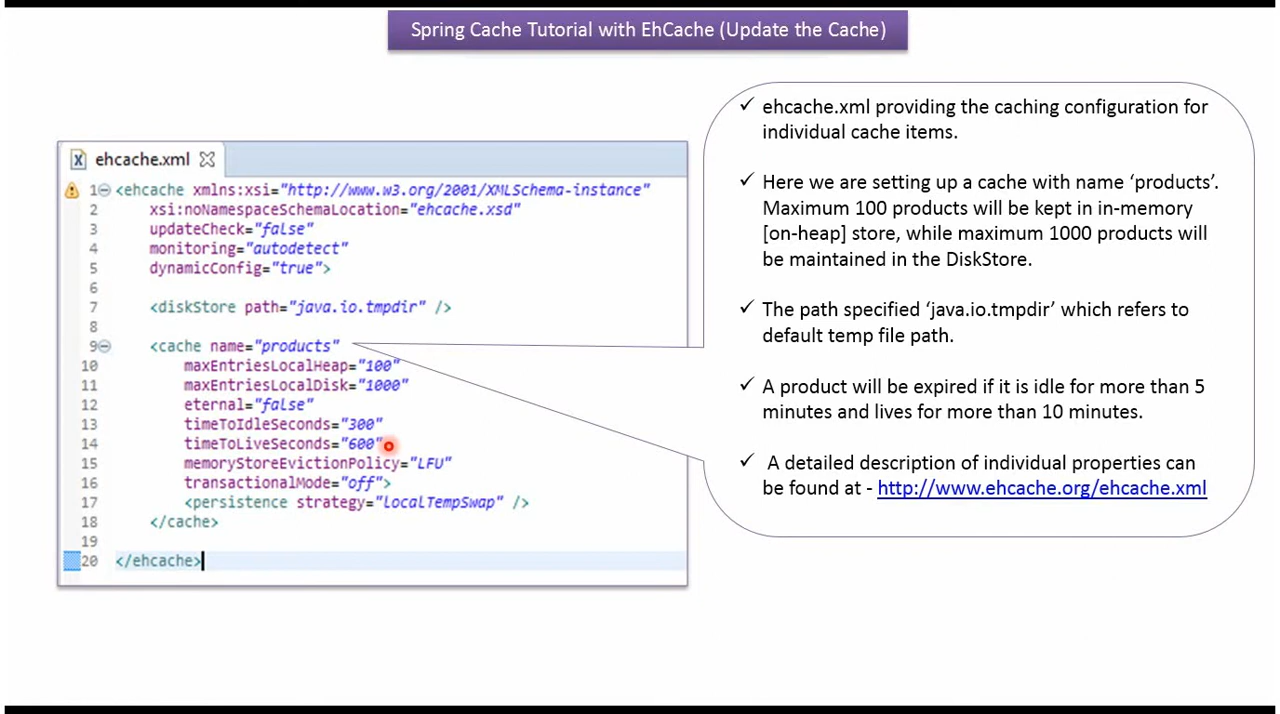 Spring Cache Tutorial with EhCache (Update the Cache)
ehcache.xml
1 <ehcache xmlns:xsi="http://www.w3.org/2001/XMLSchema-instance"
2 xsi:noNamespaceSchemaLocation="ehcache.xsd"
3 updateCheck="false"
4 monitoring="autodetect"
5 dynamicConfig="true">
6
7 <diskStore path="java.io.tmpdir" />
8
9 <cache name="products"
10 maxEntriesLocalHeap="100"
11 maxEntriesLocalDisk="1000"
12 eternal="false"
13 timeToIdleSeconds="300"
14 timeToLiveSeconds="600"
15 memoryStoreEvictionPolicy="LFU"
16 transactionalMode="off">
17 <persistence strategy="localTempSwap" />
18 </cache>
19
20 </ehcache>
✓ ehcache.xml providing the caching configuration for
individual cache items.
✓ Here we are setting up a cache with name ‘products’.
Maximum 100 products will be kept in in-memory
[on-heap] store, while maximum 1000 products will
be maintained in the DiskStore.
✓ The path specified ‘java.io.tmpdir’ which refers to
default temp file path.
✓ A product will be expired if it is idle for more than 5
minutes and lives for more than 10 minutes.
✓ A detailed description of individual properties can
be found at - http://www.ehcache.org/ehcache.xml